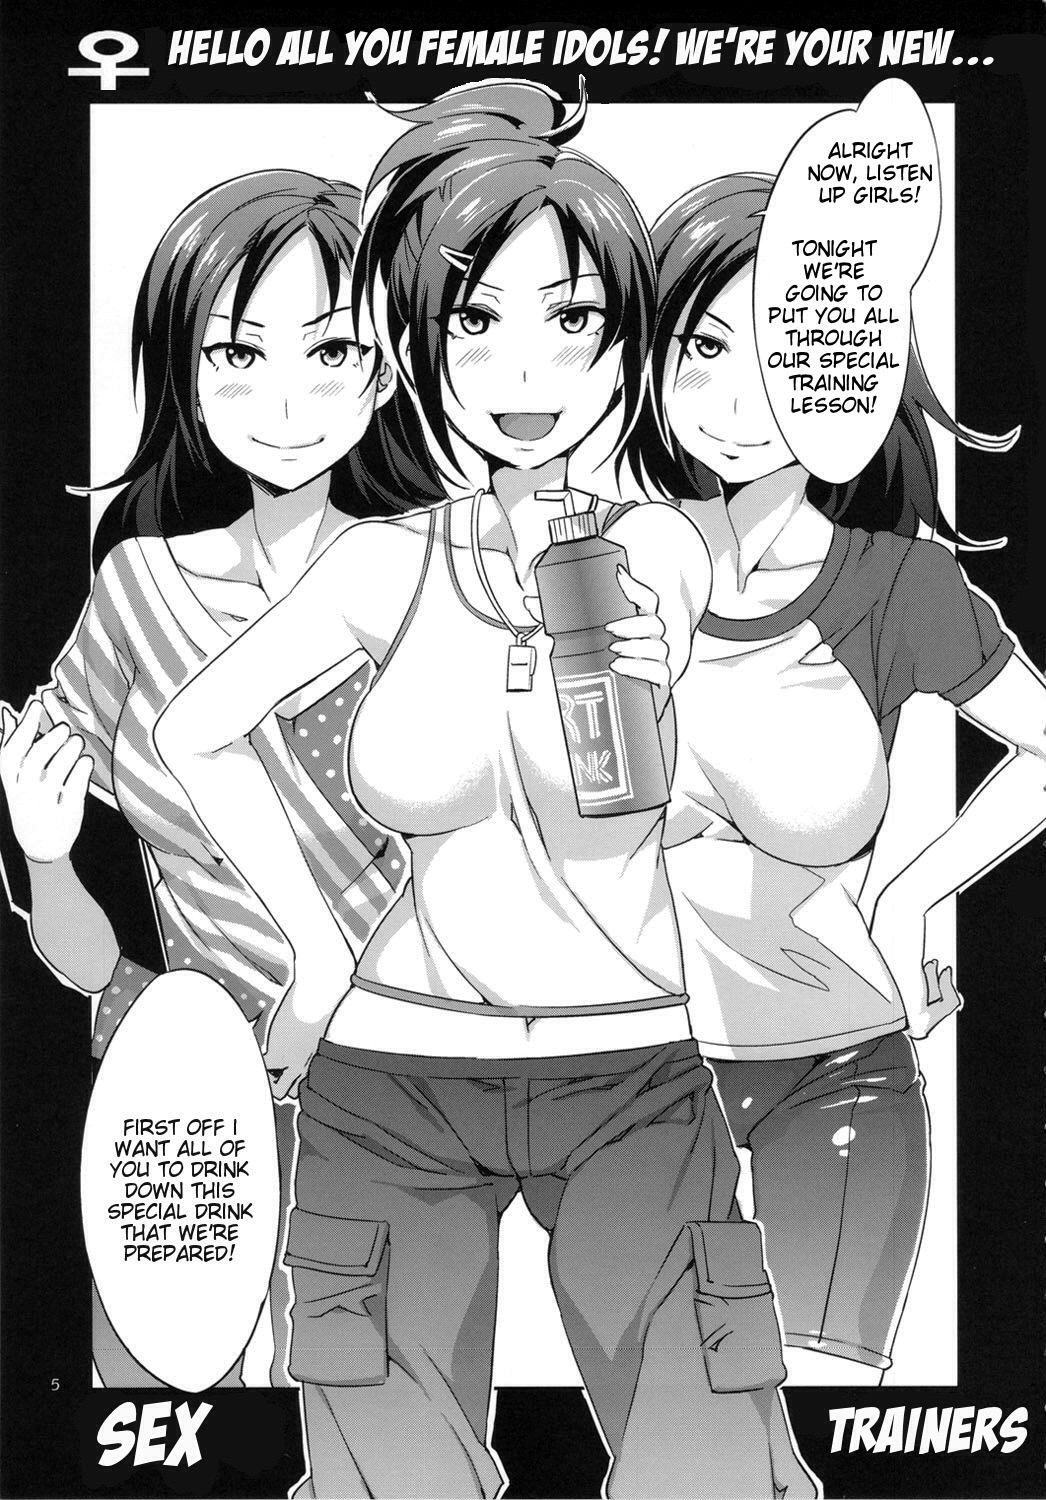 HELLO ALL YOU FEMALE IDOLS! WE'RE YOUR NEW...
ALRIGHT
NOW, LISTEN
UP GIRLS!
TONIGHT
WE'RE
GOING TO
PUT YOU ALL
THROUGH
OUR SPECIAL
TRAINING
LESSON!
RT
NK
FIRST OFF I
WANT ALL OF
YOU TO DRINK
DOWN THIS
SPECIAL DRINK
THAT WE'RE
PREPARED!
5
SEX
TRAINERS